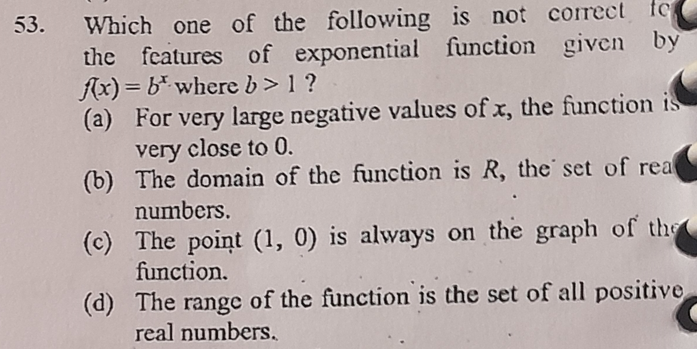 53. Which one of the following is not correct
the features of exponential function given by
f(x) = bˣ where b > 1 ?
(a) For very large negative values of x, the function is
very close to 0.
(b) The domain of the function is R, the set of rea
numbers.
(c) The point (1, 0) is always on the graph of the
function.
(d) The range of the function is the set of all positive
real numbers.